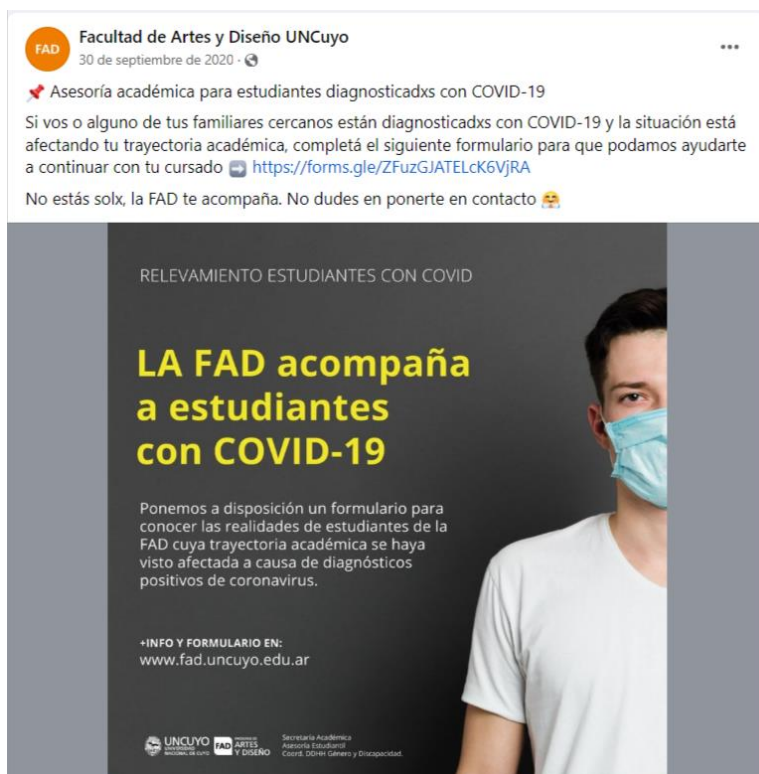 FAD
Facultad de Artes y Diseño UNCuyo
30 de septiembre de 2020 ·
📌 Asesoría académica para estudiantes diagnosticadxs con COVID-19
Si vos o alguno de tus familiares cercanos están diagnosticadxs con COVID-19 y la situación está
afectando tu trayectoria académica, completá el siguiente formulario para que podamos ayudarte
a continuar con tu cursado ➡️ https://forms.gle/ZFuzGJATELcK6VjRA
No estás solx, la FAD te acompaña. No dudes en ponerte en contacto 🤗
RELEVAMIENTO ESTUDIANTES CON COVID
LA FAD acompaña
a estudiantes
con COVID-19
Ponemos a disposición un formulario para
conocer las realidades de estudiantes de la
FAD cuya trayectoria académica se haya
visto afectada a causa de diagnósticos
positivos de coronavirus.
+INFO Y FORMULARIO EN:
www.fad.uncuyo.edu.ar
UNCUYO
UNIVERSIDAD
NACIONAL DE CUYO
FAD
FACULTAD DE
ARTES
Y DISEÑO
Secretaría Académica
Asesoría Estudiantil
Coord. DDHH Género y Discapacidad.